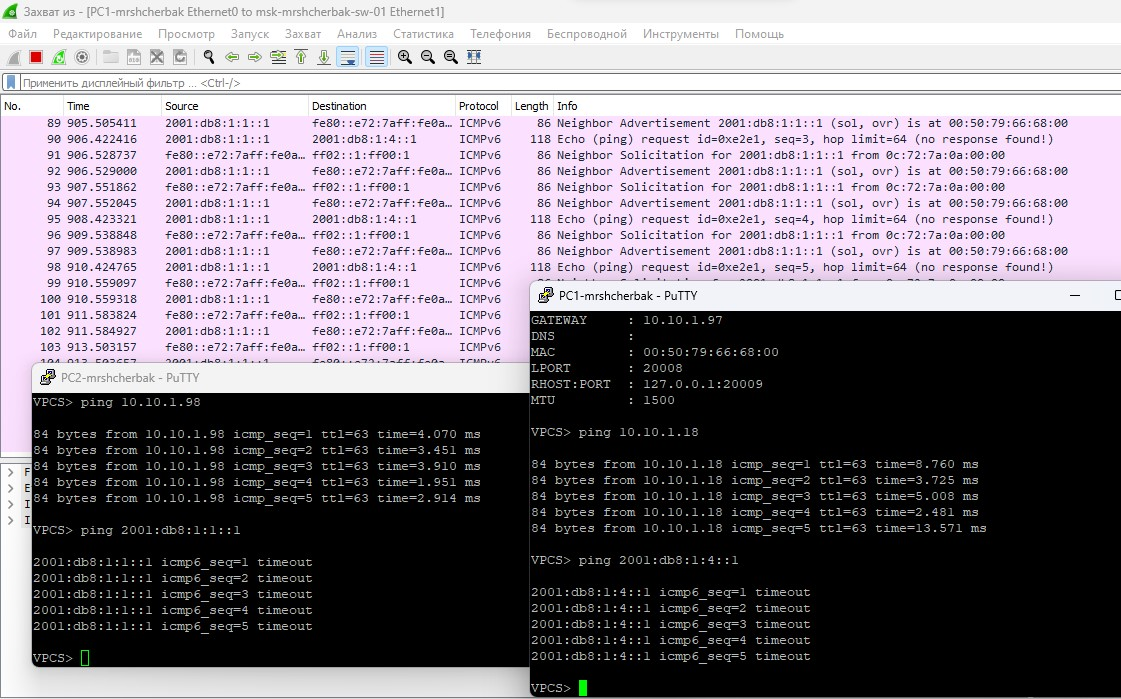 Захват из - [PC1-mrshcherbak Ethernet0 to msk-mrshcherbak-sw-01 Ethernet1]
Файл Редактирование Просмотр Запуск Захват Анализ Статистика Телефония Беспроводной Инструменты Помощь
Применить дисплейный фильтр ... <Ctrl-/>
No. Time Source Destination Protocol Length Info
89 905.505411 2001:db8:1:1::1 fe80::e72:7aff:fe0a… ICMPv6 86 Neighbor Advertisement 2001:db8:1:1::1 (sol, ovr) is at 00:50:79:66:68:00
90 906.422416 2001:db8:1:1::1 2001:db8:1:4::1 ICMPv6 118 Echo (ping) request id=0xe2e1, seq=3, hop limit=64 (no response found!)
91 906.528737 fe80::e72:7aff:fe0a… ff02::1:ff00:1 ICMPv6 86 Neighbor Solicitation for 2001:db8:1:1::1 from 0c:72:7a:0a:00:00
92 906.529000 2001:db8:1:1::1 fe80::e72:7aff:fe0a… ICMPv6 86 Neighbor Advertisement 2001:db8:1:1::1 (sol, ovr) is at 00:50:79:66:68:00
93 907.551862 fe80::e72:7aff:fe0a… ff02::1:ff00:1 ICMPv6 86 Neighbor Solicitation for 2001:db8:1:1::1 from 0c:72:7a:0a:00:00
94 907.552045 2001:db8:1:1::1 fe80::e72:7aff:fe0a… ICMPv6 86 Neighbor Advertisement 2001:db8:1:1::1 (sol, ovr) is at 00:50:79:66:68:00
95 908.423321 2001:db8:1:1::1 2001:db8:1:4::1 ICMPv6 118 Echo (ping) request id=0xe2e1, seq=4, hop limit=64 (no response found!)
96 909.538848 fe80::e72:7aff:fe0a… ff02::1:ff00:1 ICMPv6 86 Neighbor Solicitation for 2001:db8:1:1::1 from 0c:72:7a:0a:00:00
97 909.538983 2001:db8:1:1::1 fe80::e72:7aff:fe0a… ICMPv6 86 Neighbor Advertisement 2001:db8:1:1::1 (sol, ovr) is at 00:50:79:66:68:00
98 910.424765 2001:db8:1:1::1 2001:db8:1:4::1 ICMPv6 118 Echo (ping) request id=0xe2e1, seq=5, hop limit=64 (no response found!)
99 910.559097 fe80::e72:7aff:fe0a… ff02::1:ff00:1 ICMPv6
100 910.559318 2001:db8:1:1::1 fe80::e72:7aff:fe0a… ICMPv6
101 911.583824 fe80::e72:7aff:fe0a… ff02::1:ff00:1 ICMPv6
102 911.584927 2001:db8:1:1::1 fe80::e72:7aff:fe0a… ICMPv6
103 913.503157 fe80::e72:7aff:fe0a… ff02::1:ff00:1 ICMPv6
PC2-mrshcherbak - PuTTY
VPCS> ping 10.10.1.98
84 bytes from 10.10.1.98 icmp_seq=1 ttl=63 time=4.070 ms
84 bytes from 10.10.1.98 icmp_seq=2 ttl=63 time=3.451 ms
84 bytes from 10.10.1.98 icmp_seq=3 ttl=63 time=3.910 ms
84 bytes from 10.10.1.98 icmp_seq=4 ttl=63 time=1.951 ms
84 bytes from 10.10.1.98 icmp_seq=5 ttl=63 time=2.914 ms
VPCS> ping 2001:db8:1:1::1
2001:db8:1:1::1 icmp6_seq=1 timeout
2001:db8:1:1::1 icmp6_seq=2 timeout
2001:db8:1:1::1 icmp6_seq=3 timeout
2001:db8:1:1::1 icmp6_seq=4 timeout
2001:db8:1:1::1 icmp6_seq=5 timeout
VPCS>
PC1-mrshcherbak - PuTTY
GATEWAY : 10.10.1.97
DNS :
MAC : 00:50:79:66:68:00
LPORT : 20008
RHOST:PORT : 127.0.0.1:20009
MTU : 1500
VPCS> ping 10.10.1.18
84 bytes from 10.10.1.18 icmp_seq=1 ttl=63 time=8.760 ms
84 bytes from 10.10.1.18 icmp_seq=2 ttl=63 time=3.725 ms
84 bytes from 10.10.1.18 icmp_seq=3 ttl=63 time=5.008 ms
84 bytes from 10.10.1.18 icmp_seq=4 ttl=63 time=2.481 ms
84 bytes from 10.10.1.18 icmp_seq=5 ttl=63 time=13.571 ms
VPCS> ping 2001:db8:1:4::1
2001:db8:1:4::1 icmp6_seq=1 timeout
2001:db8:1:4::1 icmp6_seq=2 timeout
2001:db8:1:4::1 icmp6_seq=3 timeout
2001:db8:1:4::1 icmp6_seq=4 timeout
2001:db8:1:4::1 icmp6_seq=5 timeout
VPCS>